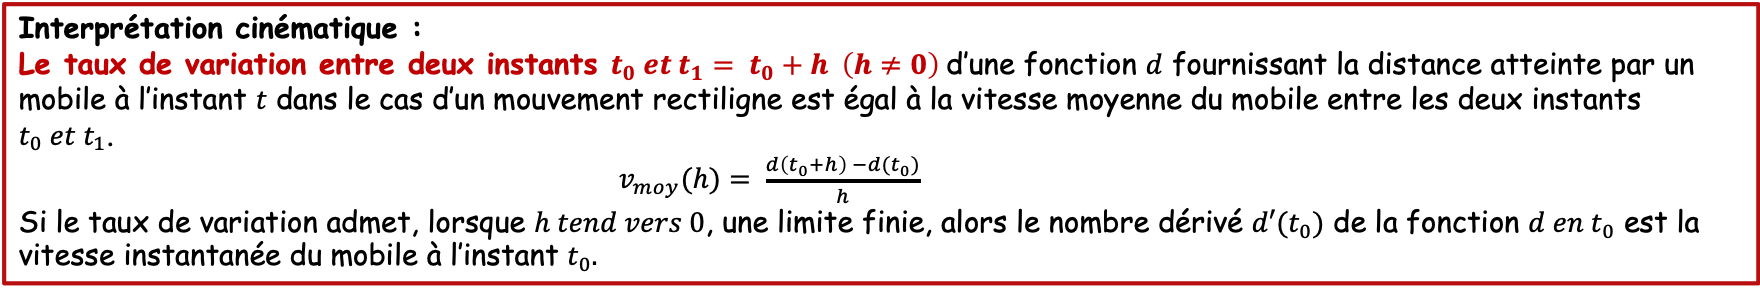 Interprétation cinématique :
Le taux de variation entre deux instants t₀ et t₁ = t₀ + h (h ≠ 0) d'une fonction d fournissant la distance atteinte par un
mobile à l'instant t dans le cas d'un mouvement rectiligne est égal à la vitesse moyenne du mobile entre les deux instants
t₀ et t₁.
vₘₒᵧ(h) = (d(t₀+h) −d(t₀))/h
Si le taux de variation admet, lorsque h tend vers 0, une limite finie, alors le nombre dérivé d′(t₀) de la fonction d en t₀ est la
vitesse instantanée du mobile à l'instant t₀.